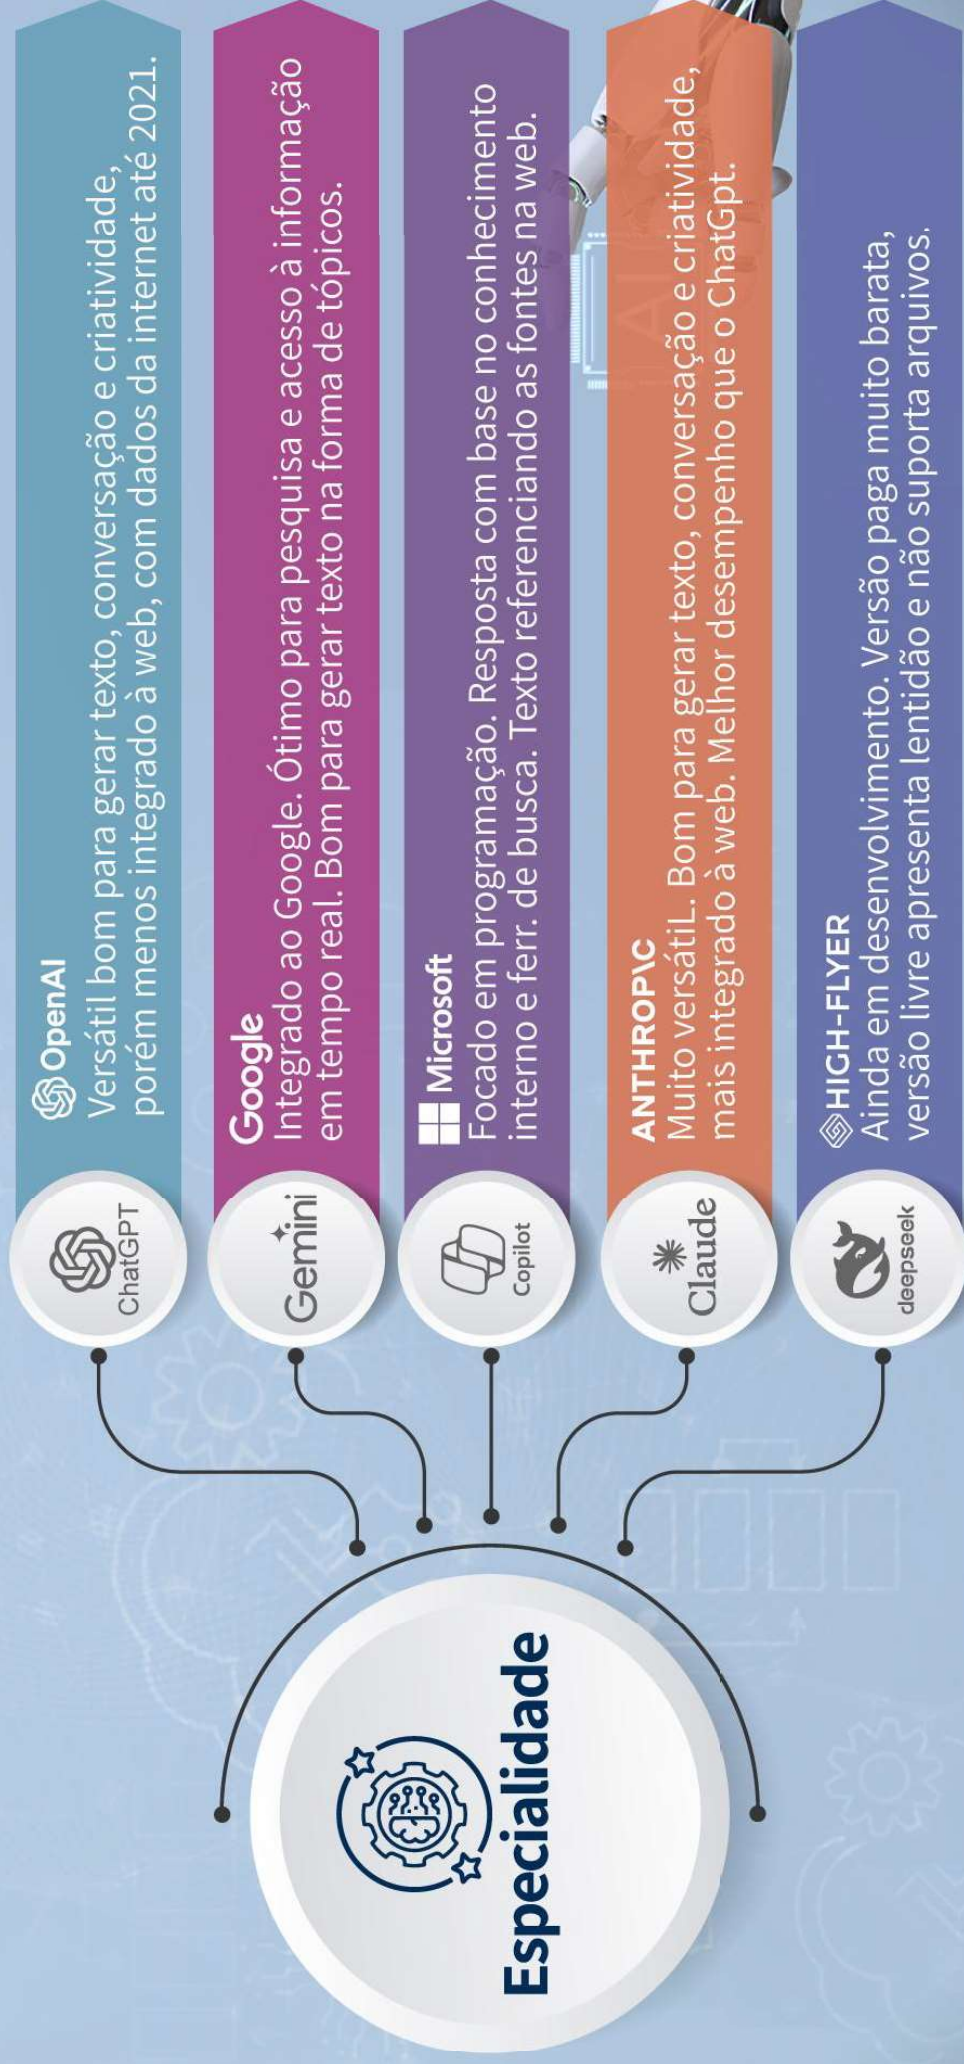 Especialidade
ChatGPT
OpenAI
Versátil bom para gerar texto, conversação e criatividade,
porém menos integrado à web, com dados da internet até 2021.
Gemini
Google
Integrado ao Google. Ótimo para pesquisa e acesso à informação
em tempo real. Bom para gerar texto na forma de tópicos.
Copilot
Microsoft
Focado em programação. Resposta com base no conhecimento
interno e ferr. de busca. Texto referenciando as fontes na web.
Claude
ANTHROP\C
Muito versátiL. Bom para gerar texto, conversação e criatividade,
mais integrado à web. Melhor desempenho que o ChatGpt.
AI
deepseek
HIGH-FLYER
Ainda em desenvolvimento. Versão paga muito barata,
versão livre apresenta lentidão e não suporta arquivos.